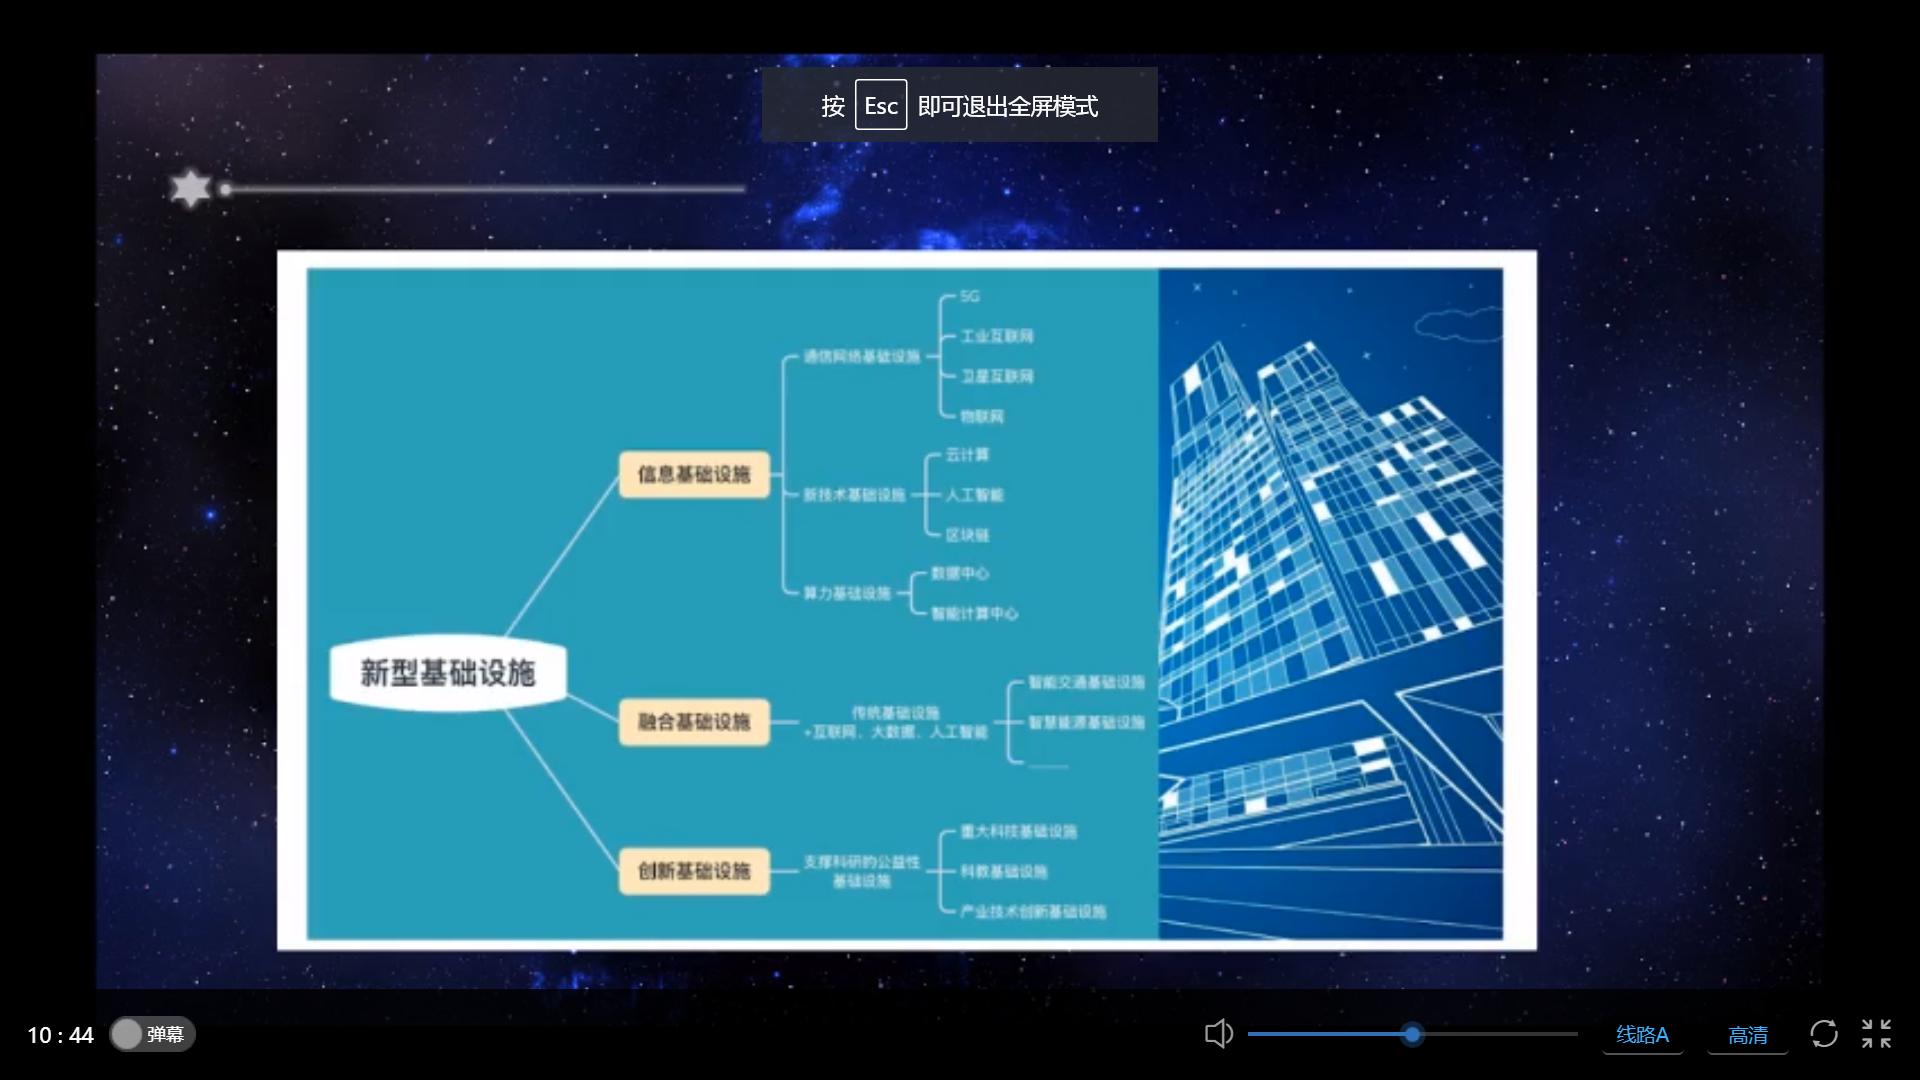 按 Esc 即可退出全屏模式
5G
工业互联网
通信网络基础设施
卫星互联网
物联网
云计算
信息基础设施
新技术基础设施
人工智能
区块链
数据中心
算力基础设施
智能计算中心
新型基础设施
智能交通基础设施
融合基础设施
传统基础设施
+互联网、大数据、人工智能
智慧能源基础设施
重大科技基础设施
创新基础设施
支撑科研的公益性
基础设施
科教基础设施
产业技术创新基础设施
10 : 44
弹幕
线路A
高清